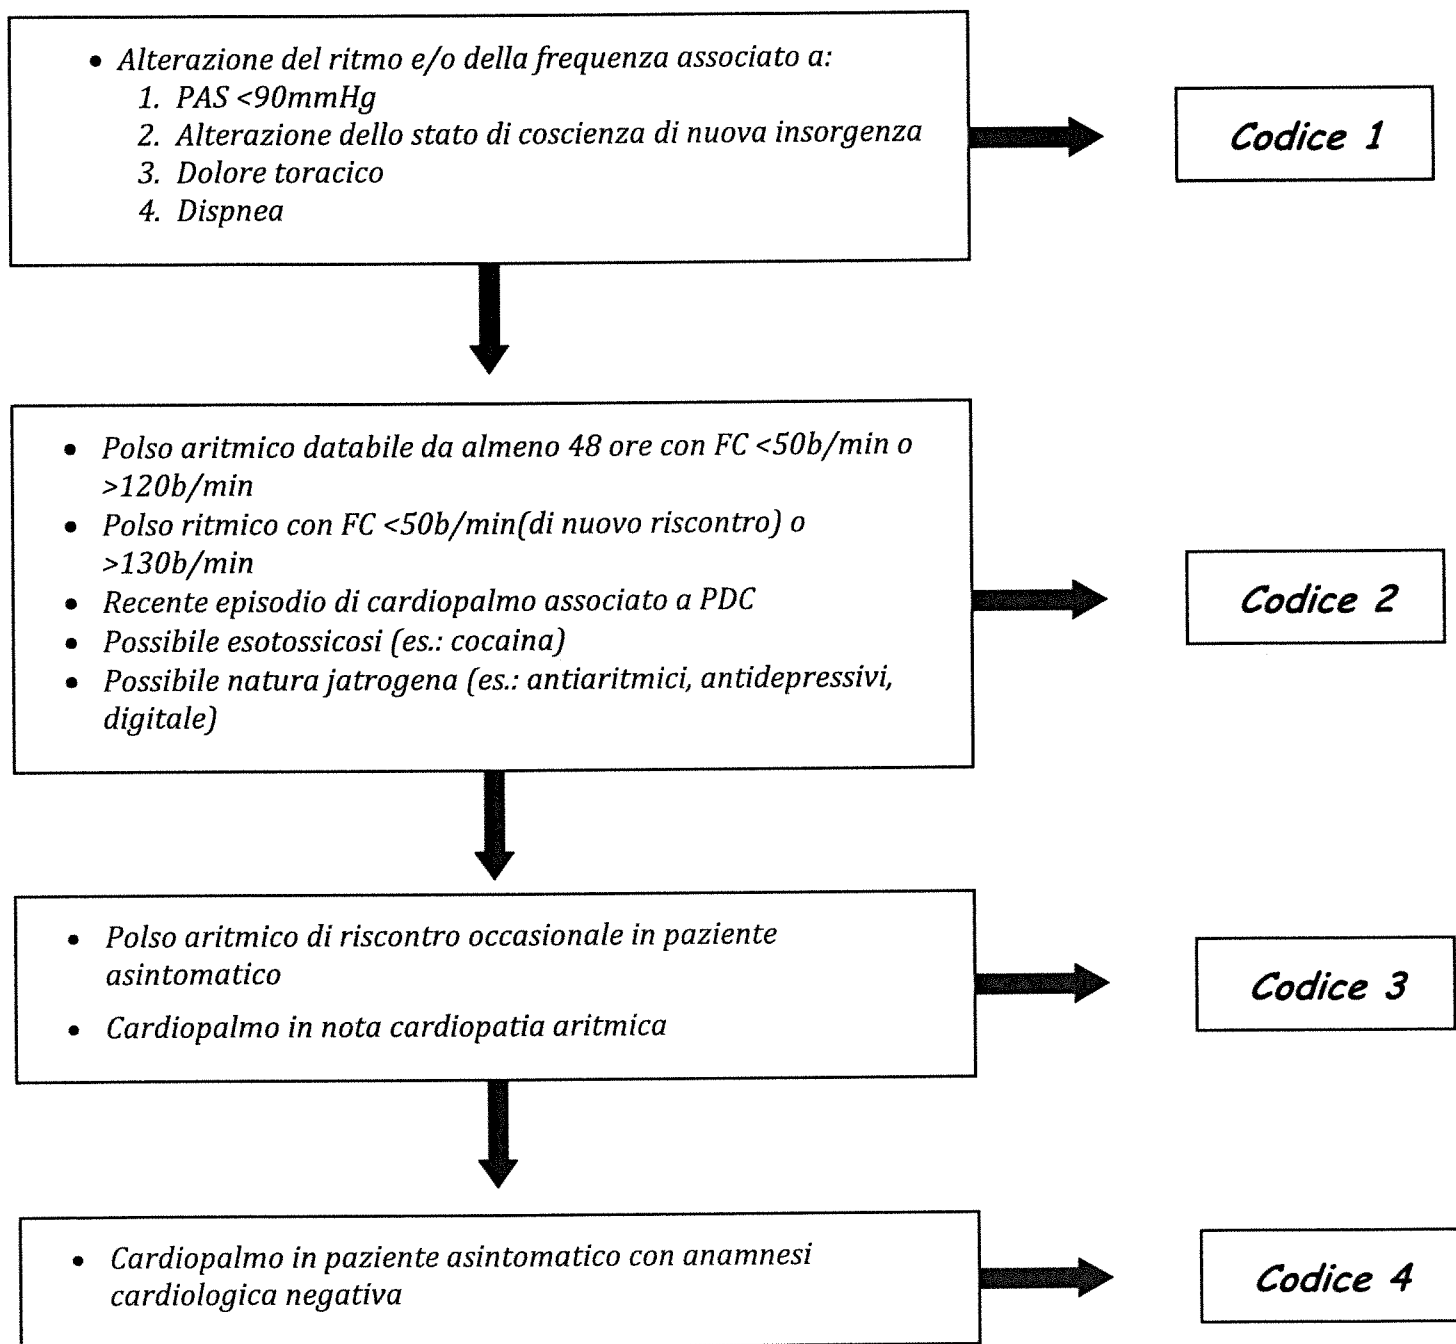 • Alterazione del ritmo e/o della frequenza associato a:
1. PAS <90mmHg
2. Alterazione dello stato di coscienza di nuova insorgenza
3. Dolore toracico
4. Dispnea
Codice 1
• Polso aritmico databile da almeno 48 ore con FC <50b/min o
>120b/min
• Polso ritmico con FC <50b/min(di nuovo riscontro) o
>130b/min
• Recente episodio di cardiopalmo associato a PDC
• Possibile esotossicosi (es.: cocaina)
• Possibile natura jatrogena (es.: antiaritmici, antidepressivi,
digitale)
Codice 2
• Polso aritmico di riscontro occasionale in paziente
asintomatico
• Cardiopalmo in nota cardiopatia aritmica
Codice 3
• Cardiopalmo in paziente asintomatico con anamnesi
cardiologica negativa
Codice 4